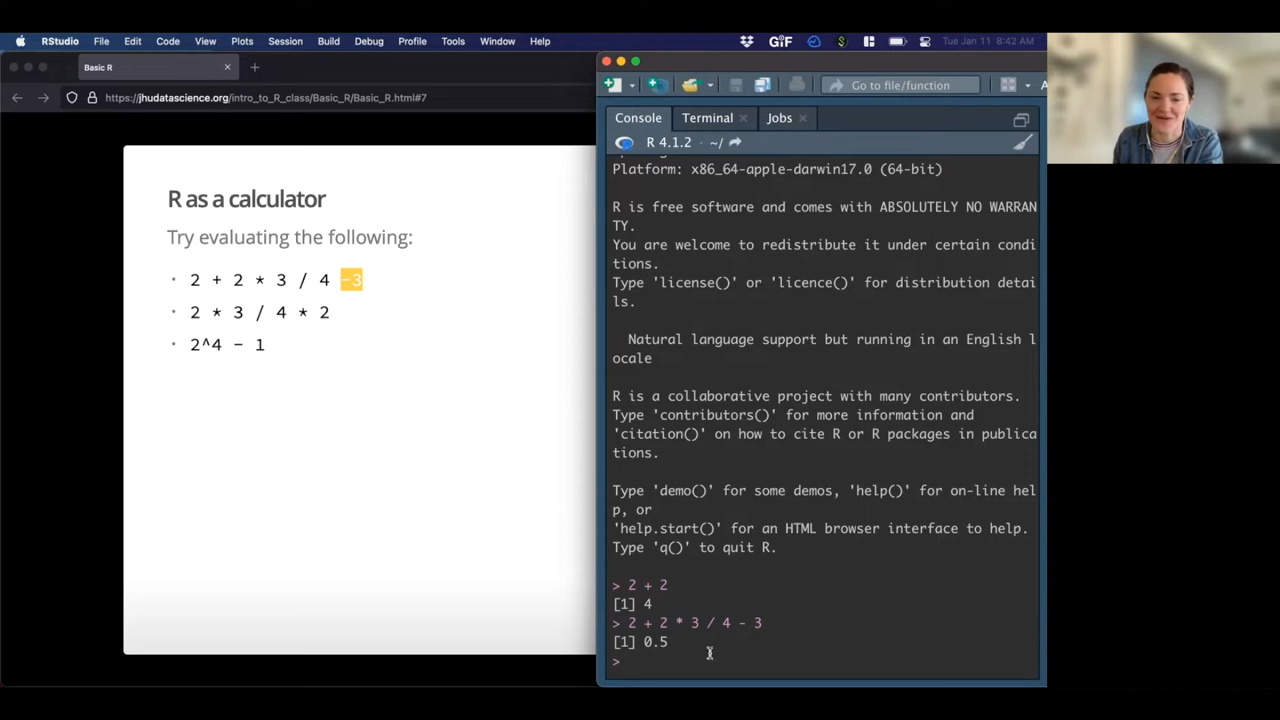 RStudio File Edit Code View Plots Session Build Debug Profile Tools Window Help GIF Tue Jan 11 8:42 AM
Basic R
https://jhudatascience.org/intro_to_R_class/Basic_R/Basic_R.html#7
R as a calculator
Try evaluating the following:
• 2 + 2 * 3 / 4 −3
• 2 * 3 / 4 * 2
• 2^4 - 1
Go to file/function
Console Terminal Jobs
R 4.1.2 · ~/
Platform: x86_64-apple-darwin17.0 (64-bit)
R is free software and comes with ABSOLUTELY NO WARRAN
TY.
You are welcome to redistribute it under certain condi
tions.
Type 'license()' or 'licence()' for distribution detai
ls.
Natural language support but running in an English l
ocale
R is a collaborative project with many contributors.
Type 'contributors()' for more information and
'citation()' on how to cite R or R packages in publica
tions.
Type 'demo()' for some demos, 'help()' for on-line hel
p, or
'help.start()' for an HTML browser interface to help.
Type 'q()' to quit R.
> 2 + 2
[1] 4
> 2 + 2 * 3 / 4 - 3
[1] 0.5
>